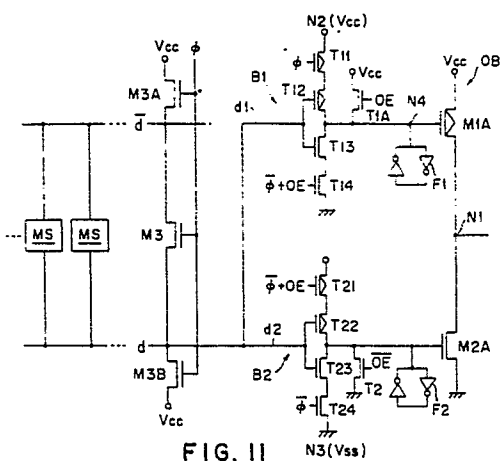 N2(Vcc)
OB
Vcc
φ
φ
T11
Vcc
Vcc
M3A
B1
T12
OE
N4
d1
T1A
M1A
d̄
T13
φ̄+OE
T14
F1
MS
MS
M3
N1
φ̄+OE
T21
T22
d
d2
OE̅
M2A
M3B
B2
T23
T2
F2
φ̄
T24
Vcc
N3(Vss)
FIG. 11